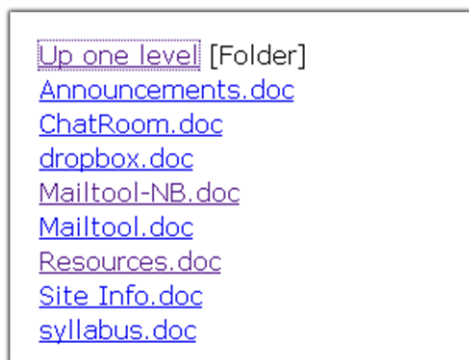 Up one level [Folder]
Announcements.doc
ChatRoom.doc
dropbox.doc
Mailtool-NB.doc
Mailtool.doc
Resources.doc
Site Info.doc
syllabus.doc